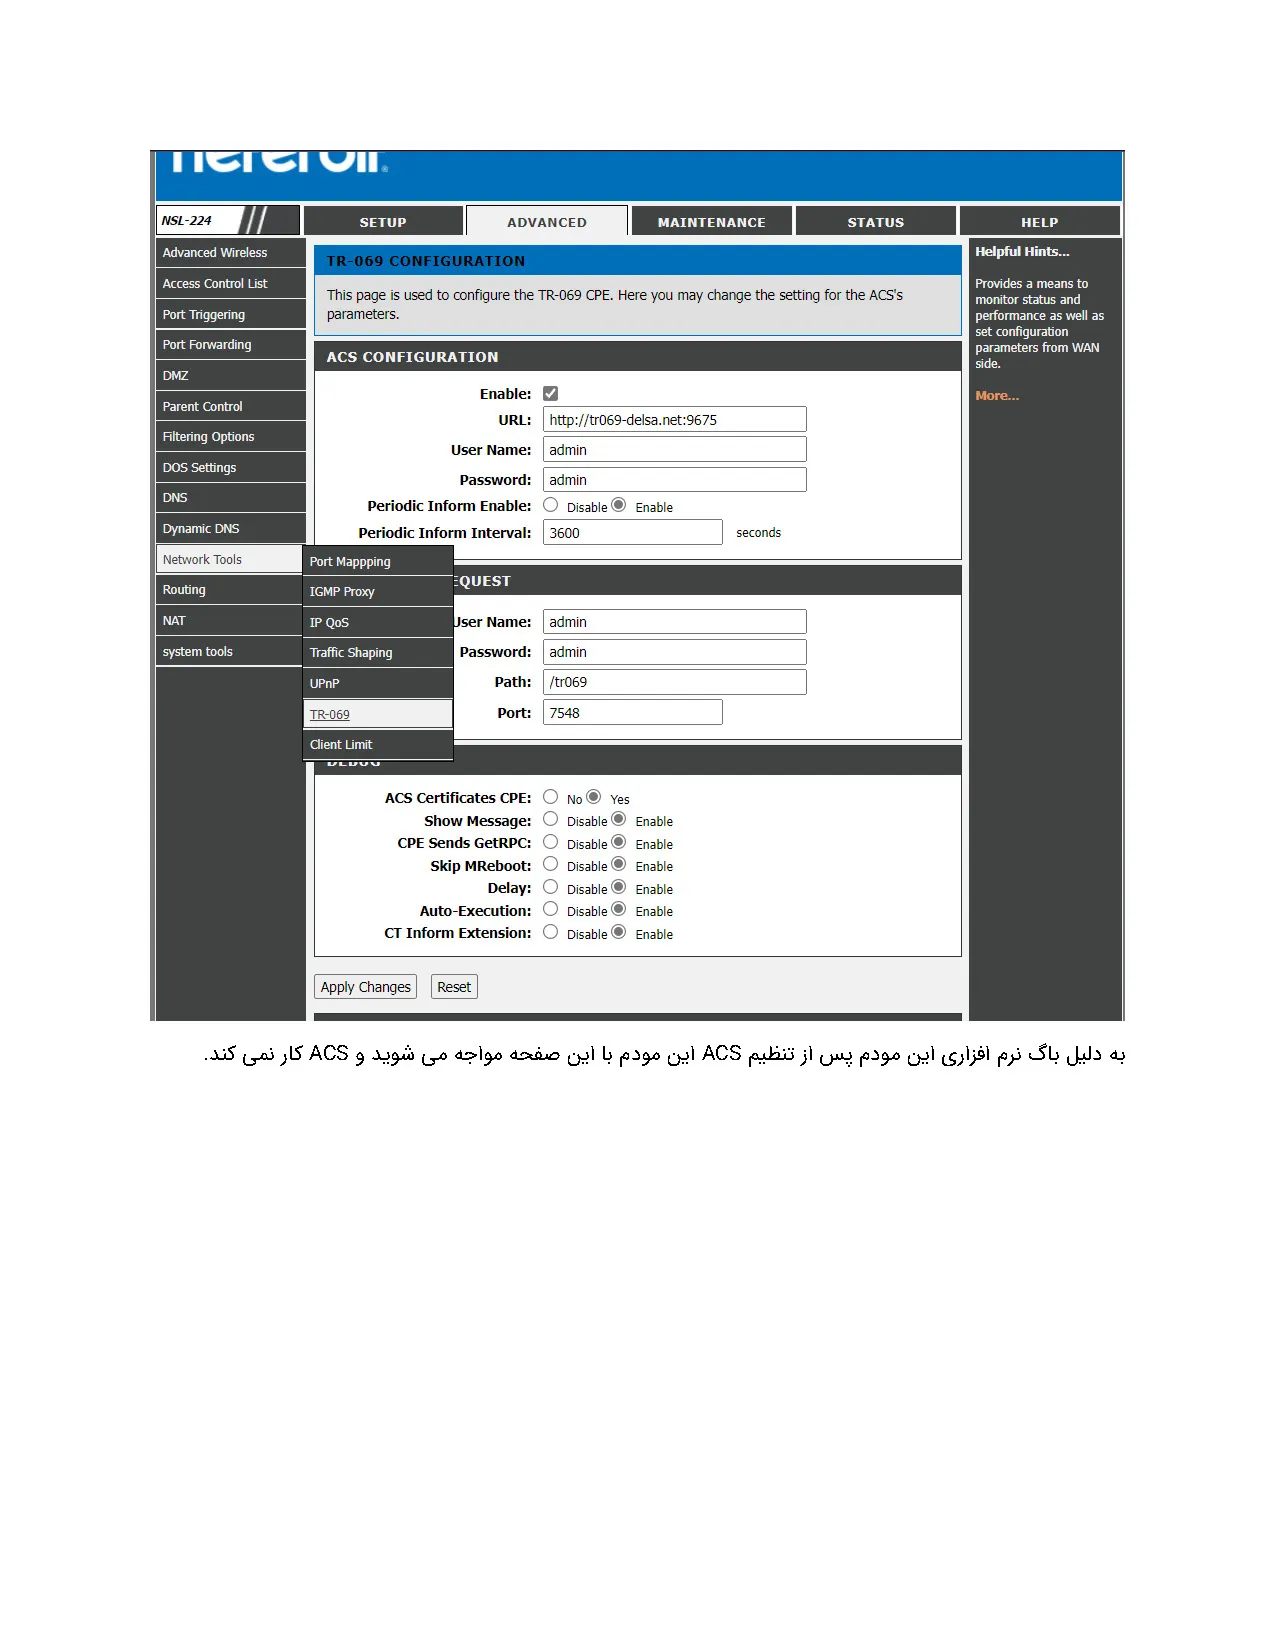 NSL-224
SETUP
ADVANCED
MAINTENANCE
STATUS
HELP
Advanced Wireless
Access Control List
Port Triggering
Port Forwarding
DMZ
Parent Control
Filtering Options
DOS Settings
DNS
Dynamic DNS
Network Tools
Routing
NAT
system tools
Port Mappping
IGMP Proxy
IP QoS
Traffic Shaping
UPnP
TR-069
Client Limit
TR-069 CONFIGURATION
This page is used to configure the TR-069 CPE. Here you may change the setting for the ACS's
parameters.
ACS CONFIGURATION
Enable:
URL: http://tr069-delsa.net:9675
User Name: admin
Password: admin
Periodic Inform Enable: Disable Enable
Periodic Inform Interval: 3600 seconds
EQUEST
User Name: admin
Password: admin
Path: /tr069
Port: 7548
DEBUG
ACS Certificates CPE: No Yes
Show Message: Disable Enable
CPE Sends GetRPC: Disable Enable
Skip MReboot: Disable Enable
Delay: Disable Enable
Auto-Execution: Disable Enable
CT Inform Extension: Disable Enable
Apply Changes Reset
Helpful Hints...
Provides a means to
monitor status and
performance as well as
set configuration
parameters from WAN
side.
More...
به دلیل باگ نرم افزاری این مودم پس از تنظیم ACS این مودم با این صفحه مواجه می شوید و ACS کار نمی کند.